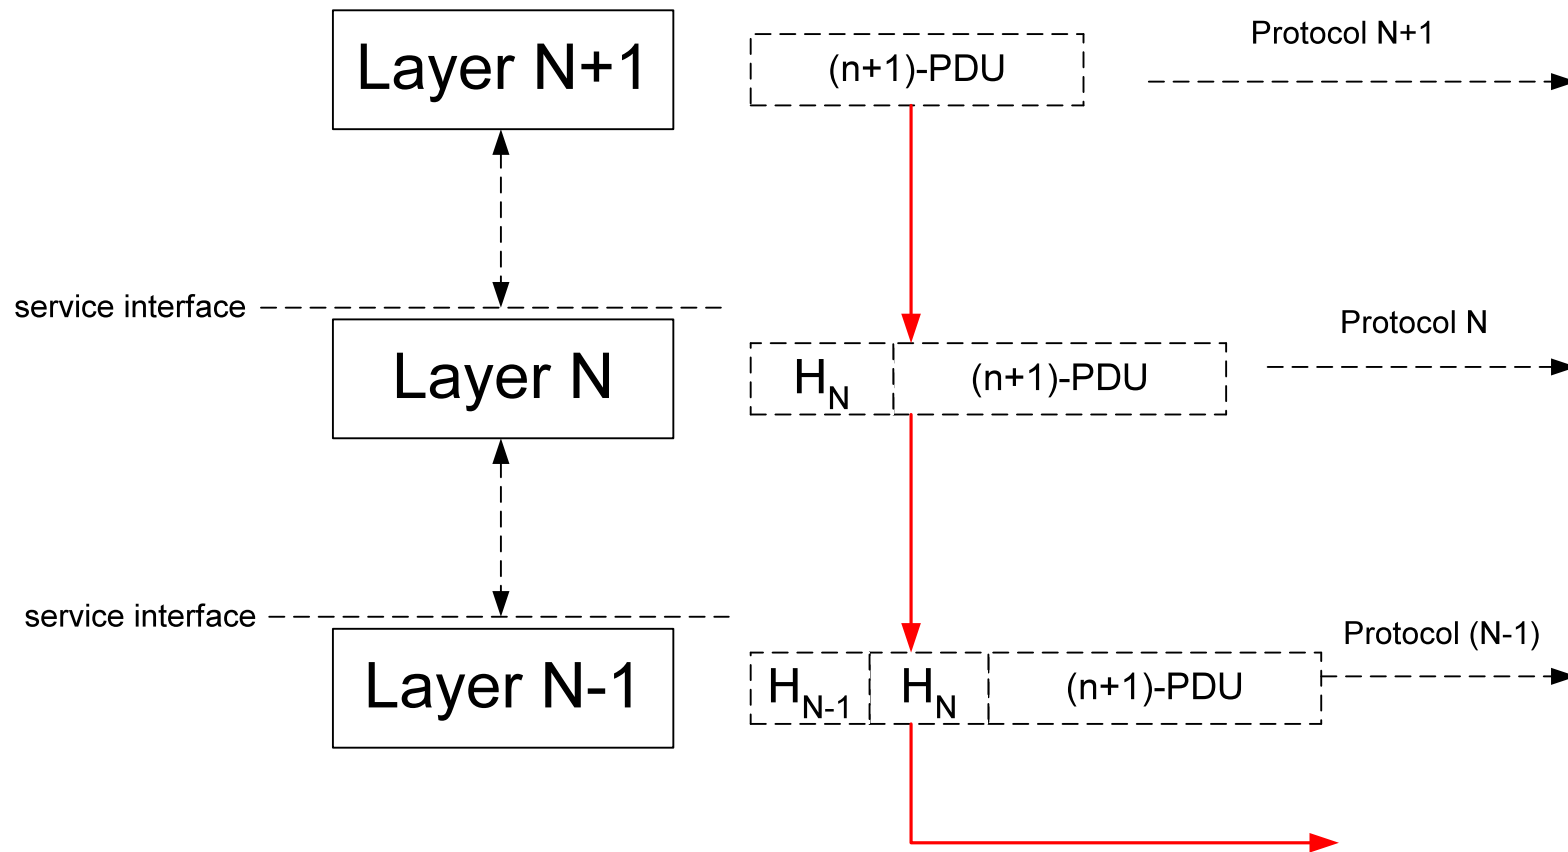 Layer N+1
(n+1)-PDU
Protocol N+1
service interface
Layer N
H_N
(n+1)-PDU
Protocol N
service interface
Layer N-1
H_N-1
H_N
(n+1)-PDU
Protocol (N-1)